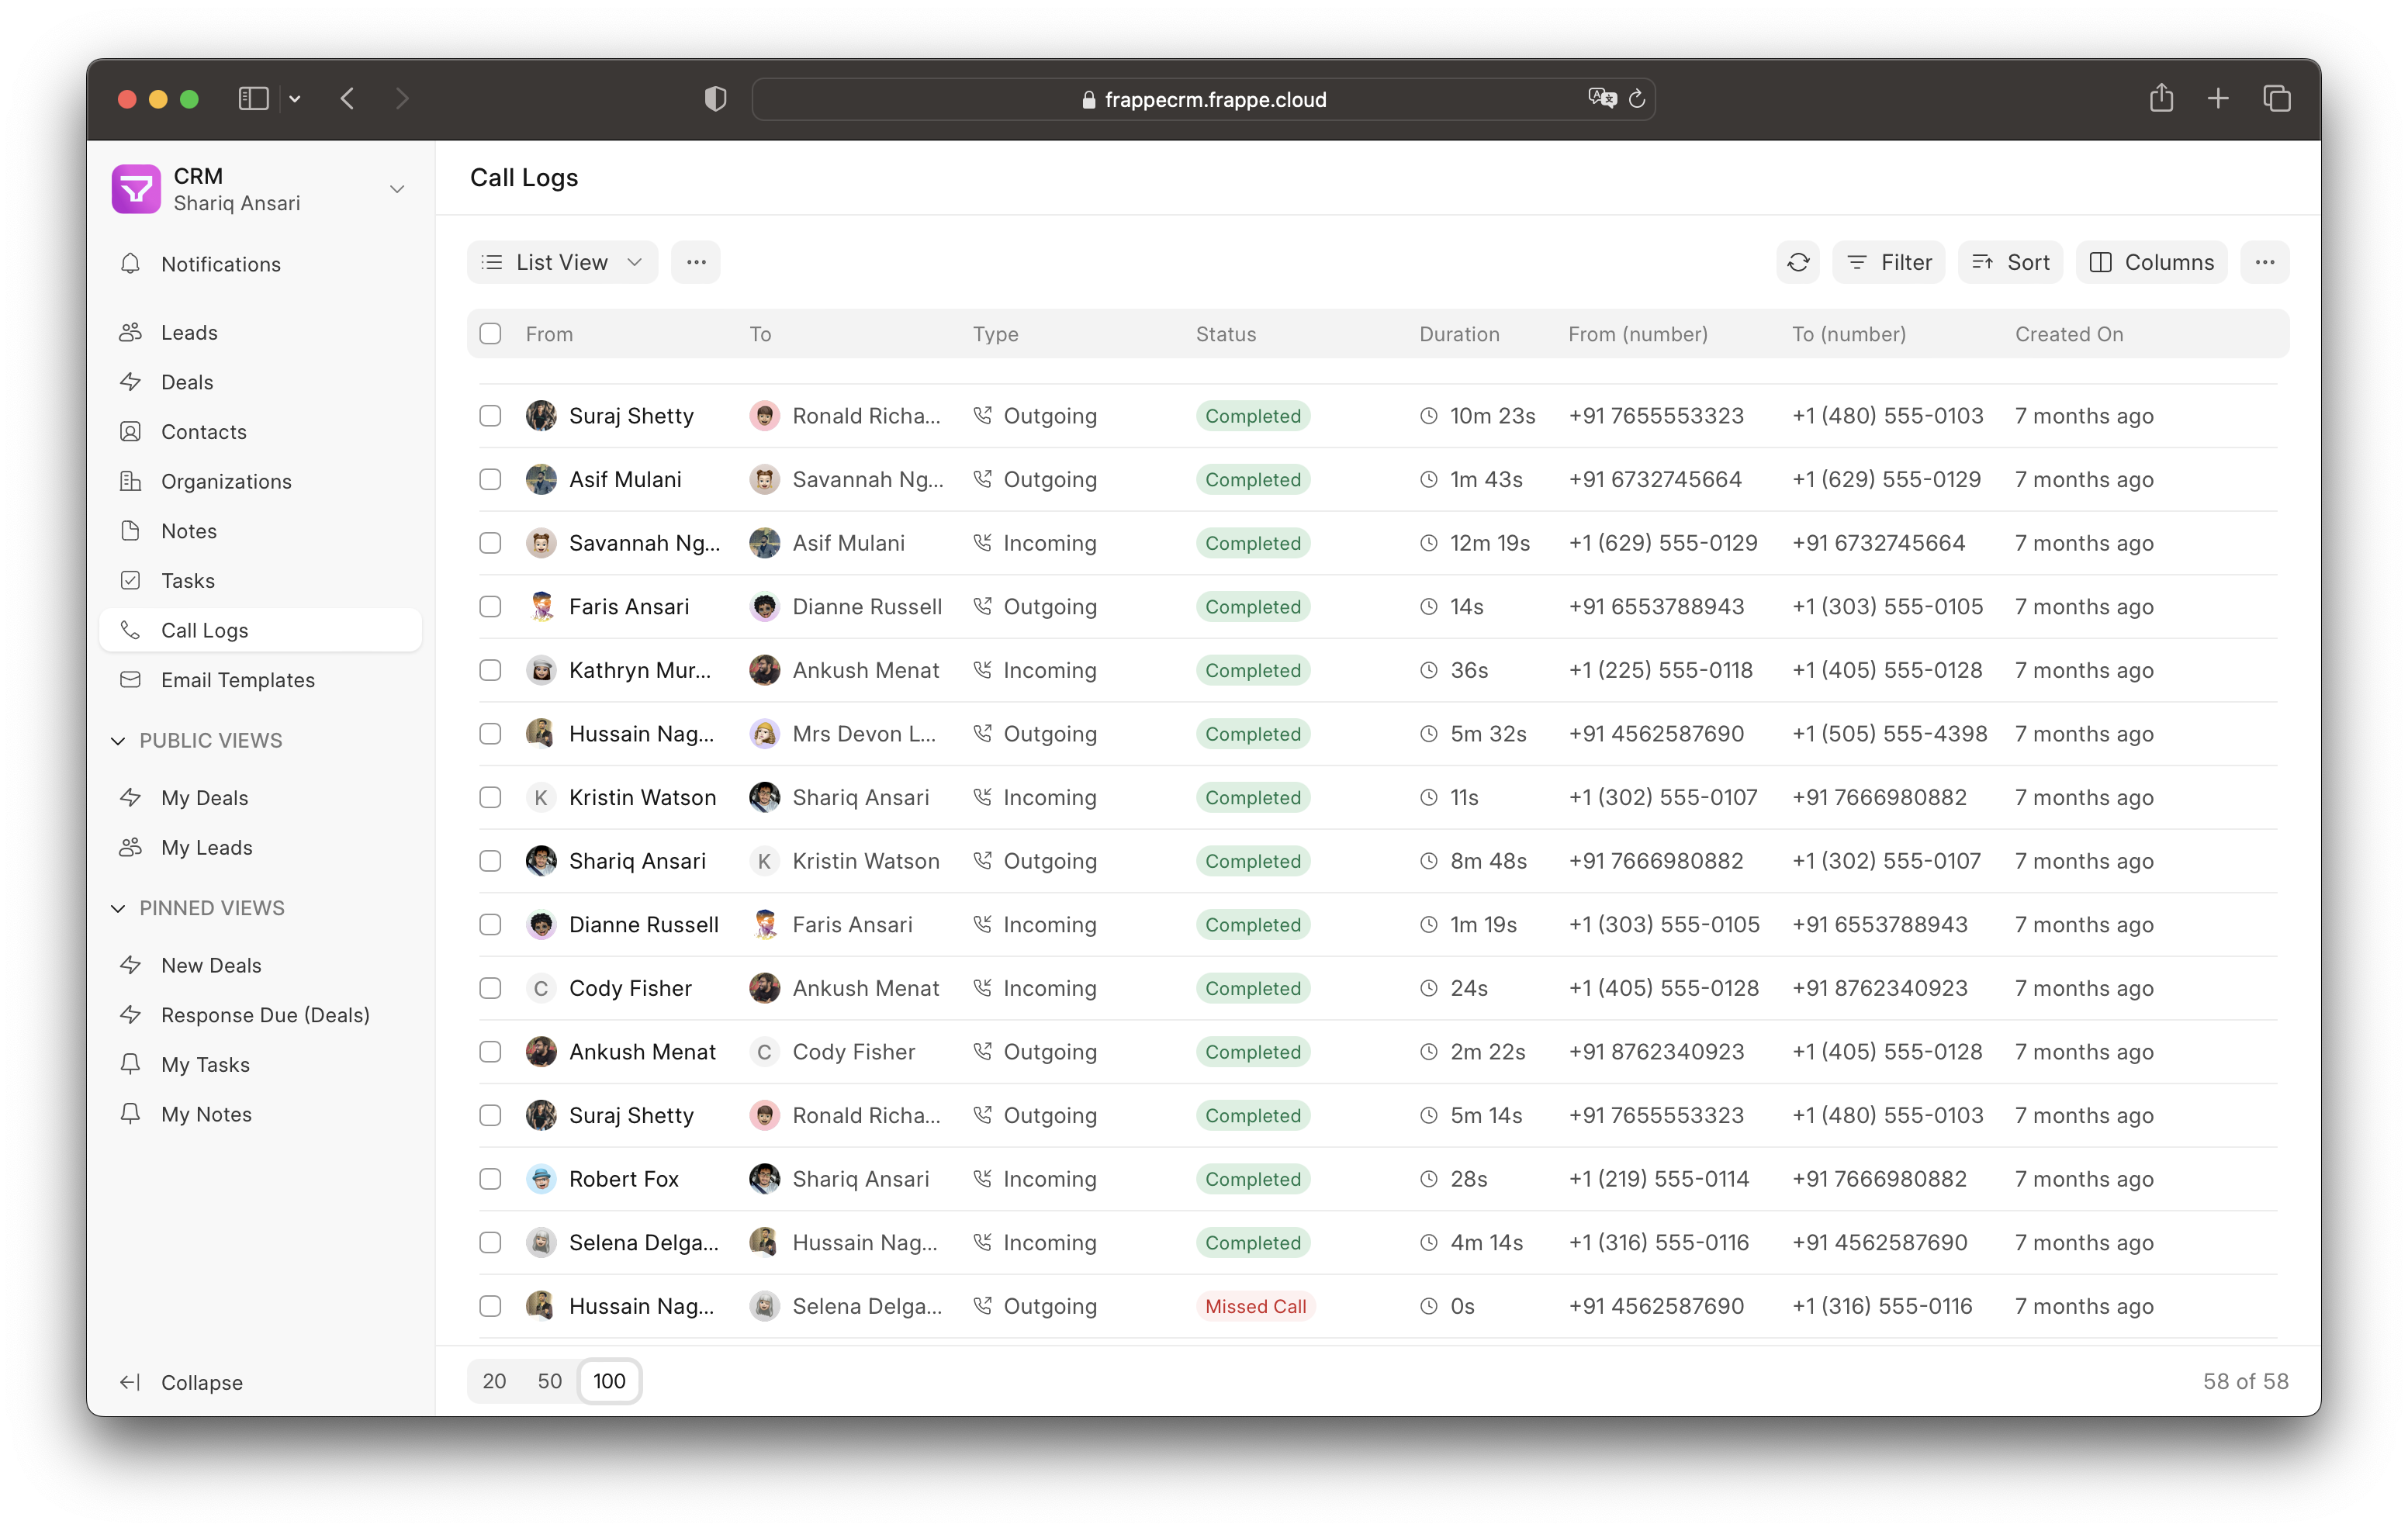 frappecrm.frappe.cloud
CRM
Shariq Ansari
Notifications
Leads
Deals
Contacts
Organizations
Notes
Tasks
Call Logs
Email Templates
PUBLIC VIEWS
My Deals
My Leads
PINNED VIEWS
New Deals
Response Due (Deals)
My Tasks
My Notes
Collapse
Call Logs
List View
Filter Sort Columns
From To Type Status Duration From (number) To (number) Created On
Suraj Shetty Ronald Richa... Outgoing Completed 10m 23s +91 7655553323 +1 (480) 555-0103 7 months ago
Asif Mulani Savannah Ng... Outgoing Completed 1m 43s +91 6732745664 +1 (629) 555-0129 7 months ago
Savannah Ng... Asif Mulani Incoming Completed 12m 19s +1 (629) 555-0129 +91 6732745664 7 months ago
Faris Ansari Dianne Russell Outgoing Completed 14s +91 6553788943 +1 (303) 555-0105 7 months ago
Kathryn Mur... Ankush Menat Incoming Completed 36s +1 (225) 555-0118 +1 (405) 555-0128 7 months ago
Hussain Nag... Mrs Devon L... Outgoing Completed 5m 32s +91 4562587690 +1 (505) 555-4398 7 months ago
K Kristin Watson Shariq Ansari Incoming Completed 11s +1 (302) 555-0107 +91 7666980882 7 months ago
Shariq Ansari K Kristin Watson Outgoing Completed 8m 48s +91 7666980882 +1 (302) 555-0107 7 months ago
Dianne Russell Faris Ansari Incoming Completed 1m 19s +1 (303) 555-0105 +91 6553788943 7 months ago
C Cody Fisher Ankush Menat Incoming Completed 24s +1 (405) 555-0128 +91 8762340923 7 months ago
Ankush Menat C Cody Fisher Outgoing Completed 2m 22s +91 8762340923 +1 (405) 555-0128 7 months ago
Suraj Shetty Ronald Richa... Outgoing Completed 5m 14s +91 7655553323 +1 (480) 555-0103 7 months ago
Robert Fox Shariq Ansari Incoming Completed 28s +1 (219) 555-0114 +91 7666980882 7 months ago
Selena Delga... Hussain Nag... Incoming Completed 4m 14s +1 (316) 555-0116 +91 4562587690 7 months ago
Hussain Nag... Selena Delga... Outgoing Missed Call 0s +91 4562587690 +1 (316) 555-0116 7 months ago
20 50 100
58 of 58